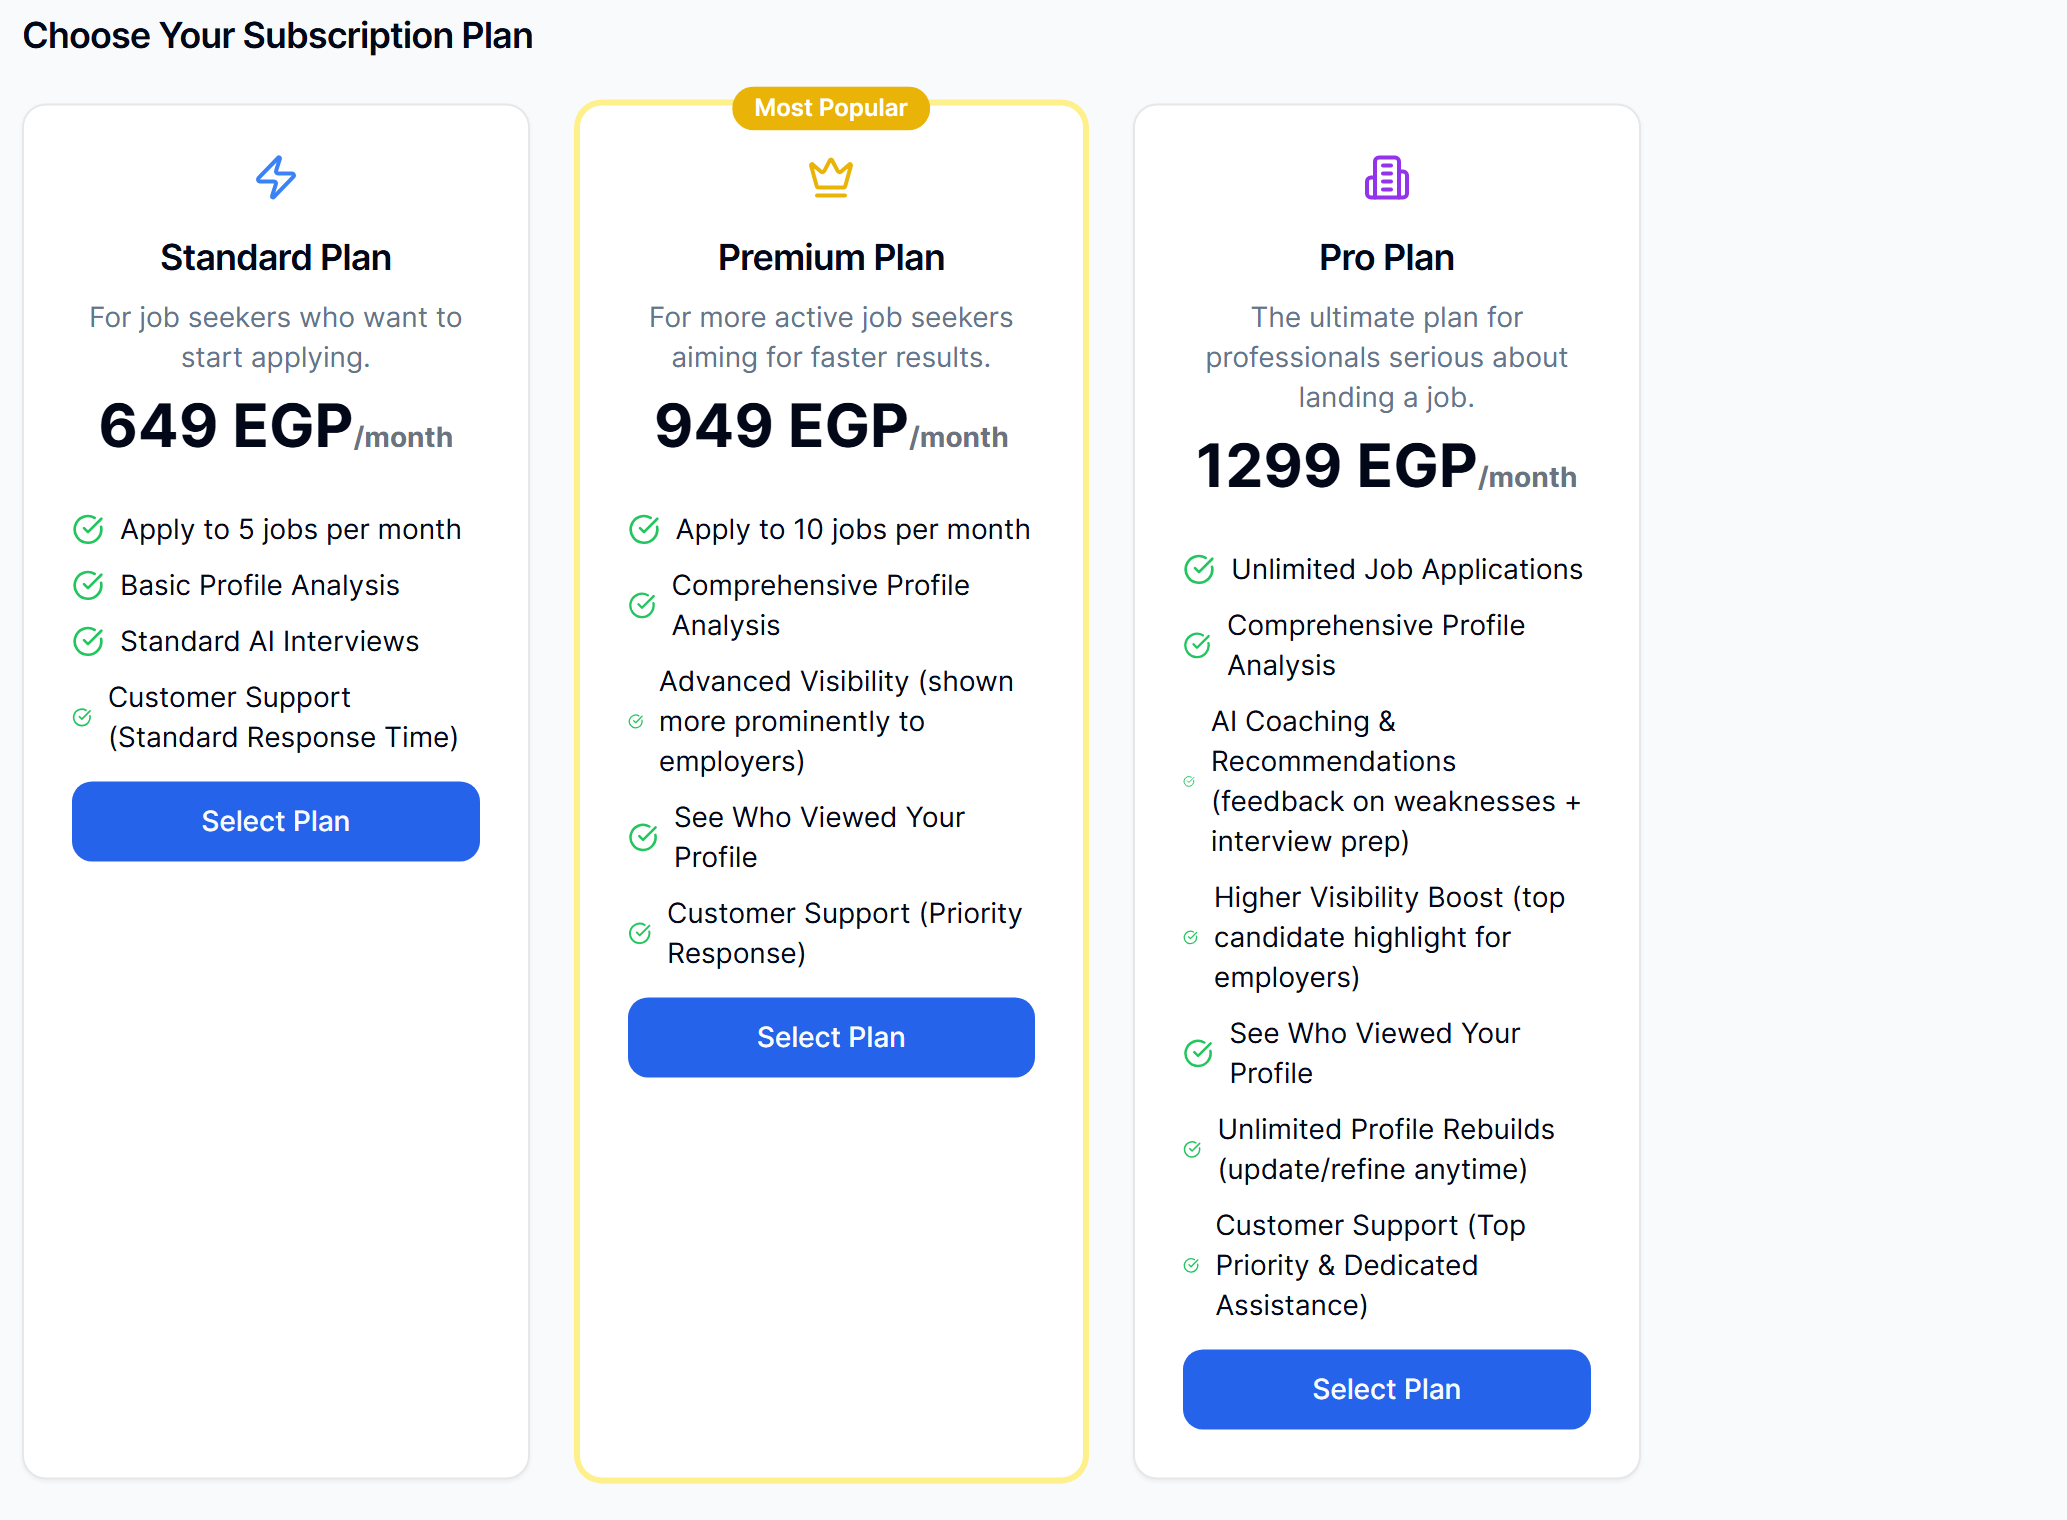 Choose Your Subscription Plan
Standard Plan
For job seekers who want to
start applying.
649 EGP/month
Apply to 5 jobs per month
Basic Profile Analysis
Standard AI Interviews
Customer Support
(Standard Response Time)
Select Plan
Most Popular
Premium Plan
For more active job seekers
aiming for faster results.
949 EGP/month
Apply to 10 jobs per month
Comprehensive Profile
Analysis
Advanced Visibility (shown
more prominently to
employers)
See Who Viewed Your
Profile
Customer Support (Priority
Response)
Select Plan
Pro Plan
The ultimate plan for
professionals serious about
landing a job.
1299 EGP/month
Unlimited Job Applications
Comprehensive Profile
Analysis
AI Coaching &
Recommendations
(feedback on weaknesses +
interview prep)
Higher Visibility Boost (top
candidate highlight for
employers)
See Who Viewed Your
Profile
Unlimited Profile Rebuilds
(update/refine anytime)
Customer Support (Top
Priority & Dedicated
Assistance)
Select Plan